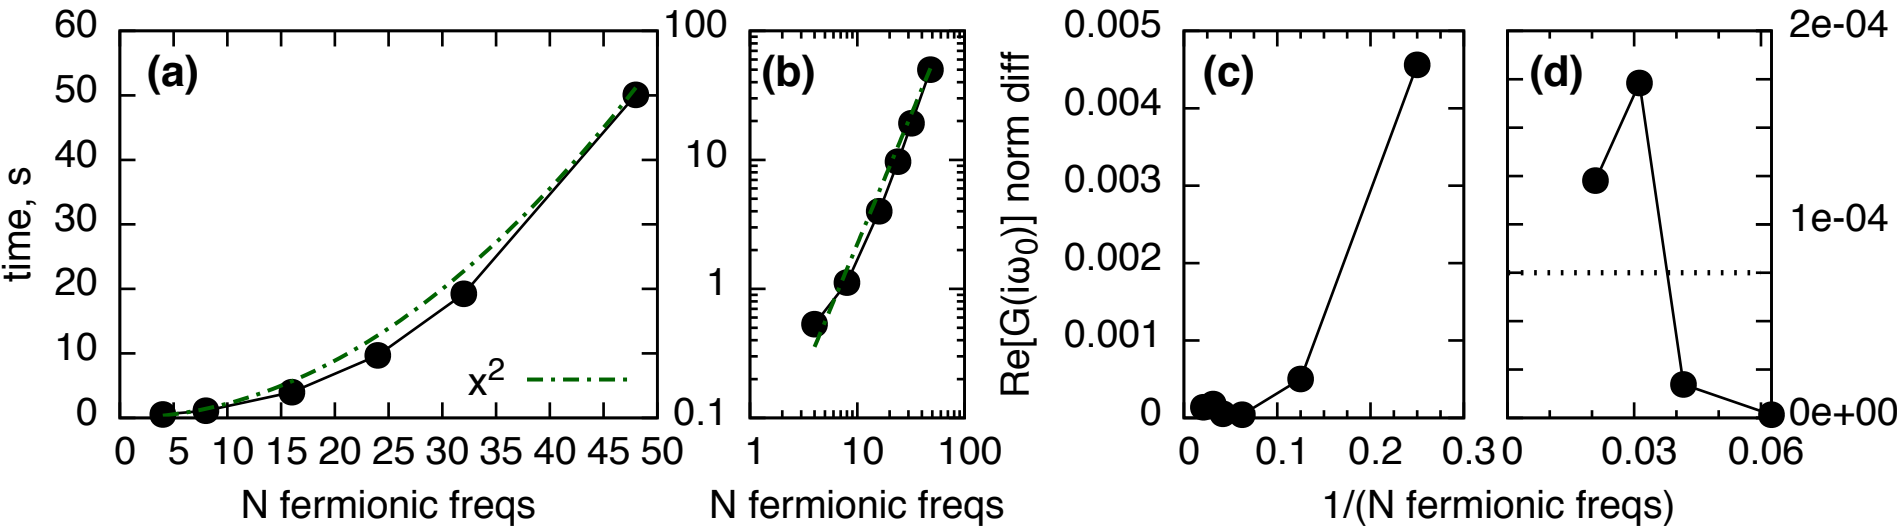 60
50
40
30
20
10
0
time, s
(a)
x²
0 5 10 15 20 25 30 35 40 45 50
N fermionic freqs
100
10
1
0.1
(b)
1 10 100
N fermionic freqs
0.005
0.004
0.003
0.002
0.001
0
Re[G(iω₀)] norm diff
(c)
0 0.1 0.2 0.3
(d)
0 0.03 0.06
2e-04
1e-04
0e+00
1/(N fermionic freqs)